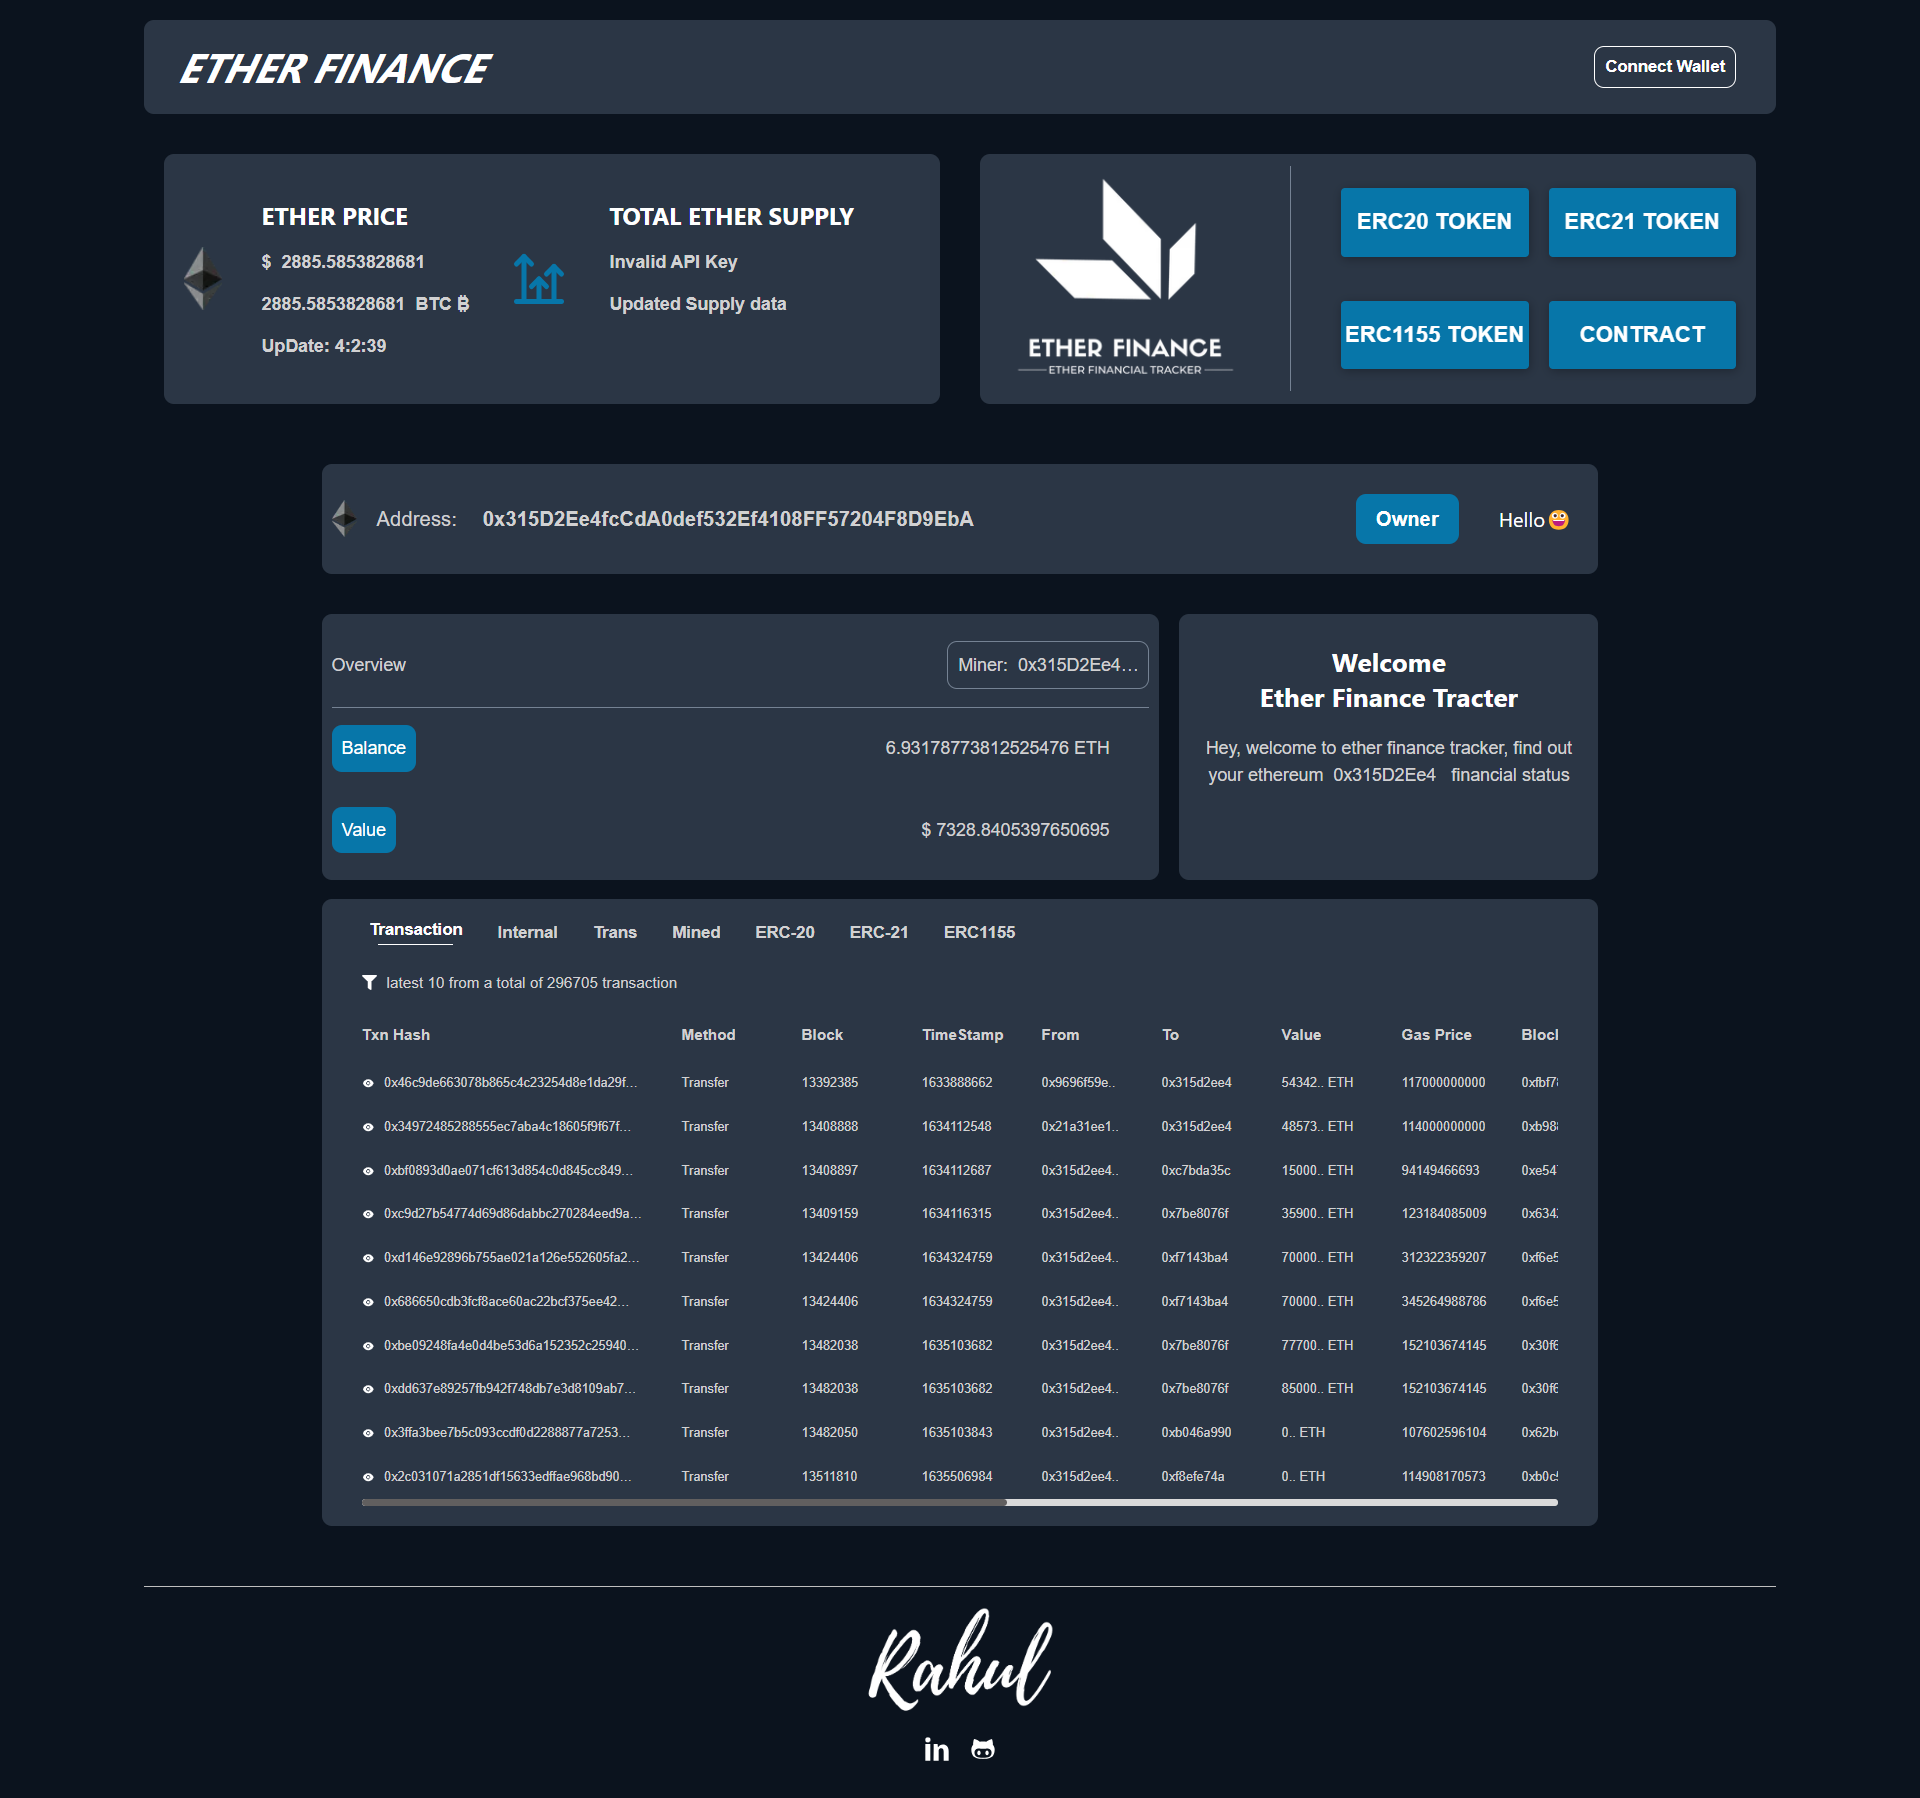 ETHER FINANCE
Connect Wallet
ETHER PRICE
$ 2885.5853828681
2885.5853828681 BTC ₿
UpDate: 4:2:39
TOTAL ETHER SUPPLY
Invalid API Key
Updated Supply data
ETHER FINANCE
ETHER FINANCIAL TRACKER
ERC20 TOKEN
ERC21 TOKEN
ERC1155 TOKEN
CONTRACT
Address: 0x315D2Ee4fcCdA0def532Ef4108FF57204F8D9EbA
Owner
Hello😀
Overview
Miner: 0x315D2Ee4...
Balance
6.93178773812525476 ETH
Value
$ 7328.8405397650695
Welcome
Ether Finance Tracter
Hey, welcome to ether finance tracker, find out
your ethereum 0x315D2Ee4 financial status
Transaction Internal Trans Mined ERC-20 ERC-21 ERC1155
latest 10 from a total of 296705 transaction
Txn Hash Method Block TimeStamp From To Value Gas Price Bloc
0x46c9de663078b865c4c23254d8e1da29f... Transfer 13392385 1633888662 0x9696f59e.. 0x315d2ee4 54342.. ETH 117000000000 0xfbf7
0x34972485288555ec7aba4c18605f9f67f... Transfer 13408888 1634112548 0x21a31ee1.. 0x315d2ee4 48573.. ETH 114000000000 0xb98
0xbf0893d0ae071cf613d854c0d845cc849... Transfer 13408897 1634112687 0x315d2ee4.. 0xc7bda35c 15000.. ETH 94149466693 0xe54
0xc9d27b54774d69d86dabbc270284eed9a... Transfer 13409159 1634116315 0x315d2ee4.. 0x7be8076f 35900.. ETH 123184085009 0x634
0xd146e92896b755ae021a126e552605fa2... Transfer 13424406 1634324759 0x315d2ee4.. 0xf7143ba4 70000.. ETH 312322359207 0xf6e5
0x686650cdb3fcf8ace60ac22bcf375ee42... Transfer 13424406 1634324759 0x315d2ee4.. 0xf7143ba4 70000.. ETH 345264988786 0xf6e5
0xbe09248fa4e0d4be53d6a152352c25940... Transfer 13482038 1635103682 0x315d2ee4.. 0x7be8076f 77700.. ETH 152103674145 0x30f6
0xdd637e89257fb942f748db7e3d8109ab7... Transfer 13482038 1635103682 0x315d2ee4.. 0x7be8076f 85000.. ETH 152103674145 0x30f6
0x3ffa3bee7b5c093ccdf0d2288877a7253... Transfer 13482050 1635103843 0x315d2ee4.. 0xb046a990 0.. ETH 107602596104 0x62b
0x2c031071a2851df15633edffae968bd90... Transfer 13511810 1635506984 0x315d2ee4.. 0xf8efe74a 0.. ETH 114908170573 0xb0c
Rahul
in